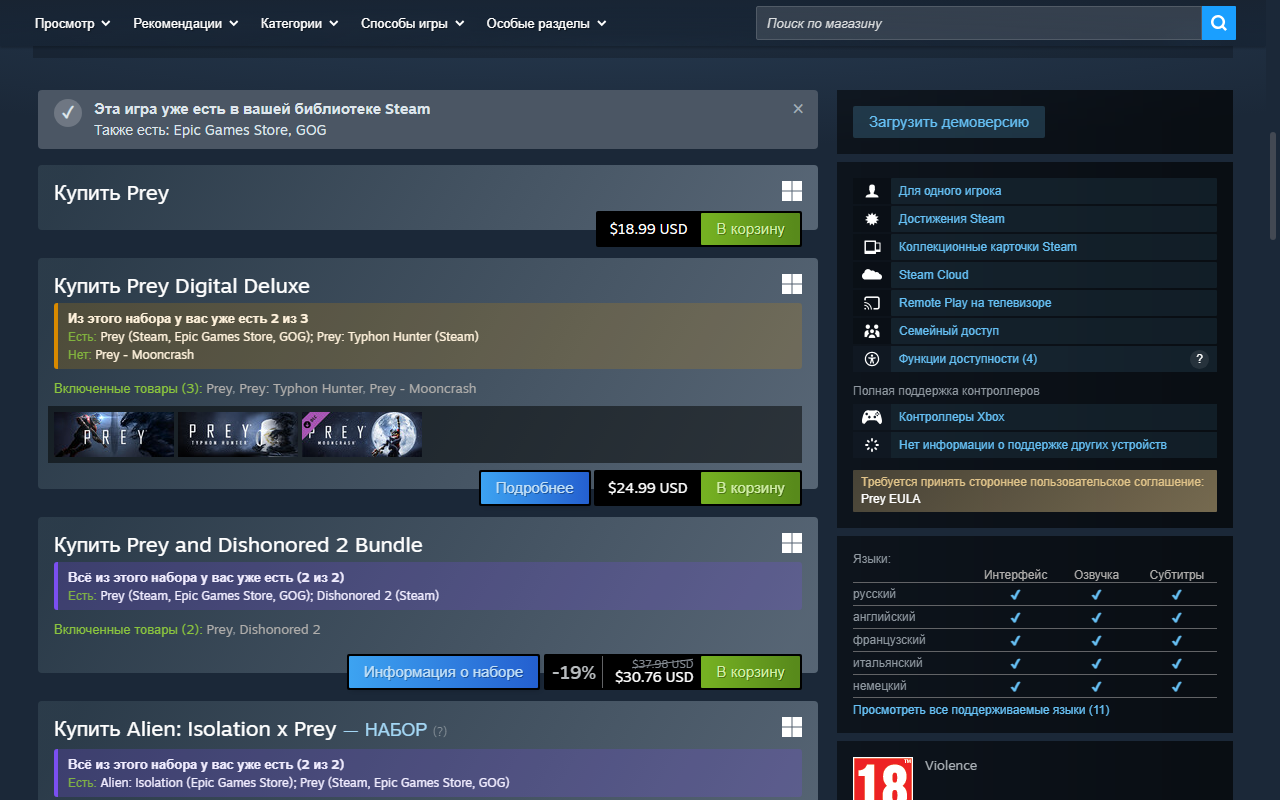 Просмотр
Рекомендации
Категории
Способы игры
Особые разделы
Поиск по магазину
Эта игра уже есть в вашей библиотеке Steam
Также есть: Epic Games Store, GOG
Купить Prey
$18.99 USD
В корзину
Купить Prey Digital Deluxe
Из этого набора у вас уже есть 2 из 3
Есть: Prey (Steam, Epic Games Store, GOG); Prey: Typhon Hunter (Steam)
Нет: Prey - Mooncrash
Включенные товары (3): Prey, Prey: Typhon Hunter, Prey - Mooncrash
PREY
PREY
TYPHON HUNTER
PREY
MOONCRASH
Подробнее
$24.99 USD
В корзину
Купить Prey and Dishonored 2 Bundle
Всё из этого набора у вас уже есть (2 из 2)
Есть: Prey (Steam, Epic Games Store, GOG); Dishonored 2 (Steam)
Включенные товары (2): Prey, Dishonored 2
Информация о наборе
-19%
$37.98 USD
$30.76 USD
В корзину
Купить Alien: Isolation x Prey — НАБОР (?)
Всё из этого набора у вас уже есть (2 из 2)
Есть: Alien: Isolation (Epic Games Store); Prey (Steam, Epic Games Store, GOG)
Загрузить демоверсию
Для одного игрока
Достижения Steam
Коллекционные карточки Steam
Steam Cloud
Remote Play на телевизоре
Семейный доступ
Функции доступности (4)
?
Полная поддержка контроллеров
Контроллеры Xbox
Нет информации о поддержке других устройств
Требуется принять стороннее пользовательское соглашение:
Prey EULA
Языки:
Интерфейс Озвучка Субтитры
русский
английский
французский
итальянский
немецкий
Просмотреть все поддерживаемые языки (11)
18
TM
Violence